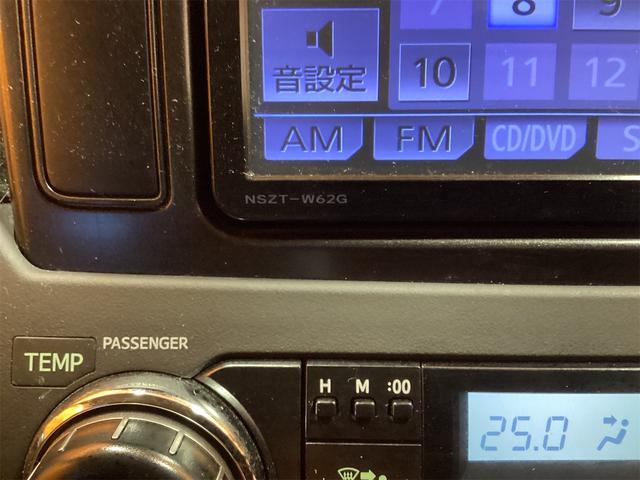 7 8 9
音設定 10 11 12
AM FM CD/DVD S
NSZT-W62G
TEMP PASSENGER
H M :00
25.0